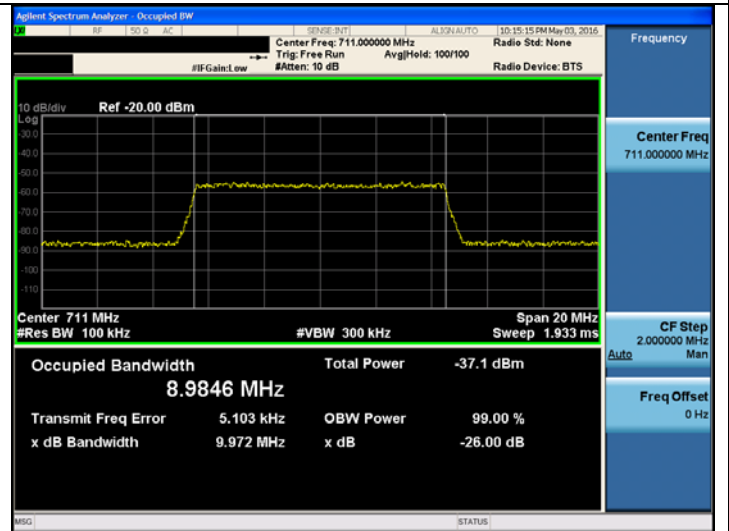 Agilent Spectrum Analyzer - Occupied BW
RF 50 Ω AC SENSE:INT ALIGN AUTO 10:15:15 PM May 03, 2016
Center Freq: 711.000000 MHz Radio Std: None
Trig: Free Run Avg|Hold: 100/100
#IFGain:Low #Atten: 10 dB Radio Device: BTS
Frequency
10 dB/div Ref -20.00 dBm
Log
-30.0
-40.0
-50.0
-60.0
-70.0
-80.0
-90.0
-100
-110
Center 711 MHz Span 20 MHz
#Res BW 100 kHz #VBW 300 kHz Sweep 1.933 ms
Occupied Bandwidth Total Power -37.1 dBm
8.9846 MHz
Transmit Freq Error 5.103 kHz OBW Power 99.00 %
x dB Bandwidth 9.972 MHz x dB -26.00 dB
Center Freq
711.000000 MHz
CF Step
2.000000 MHz
Auto Man
Freq Offset
0 Hz
MSG STATUS